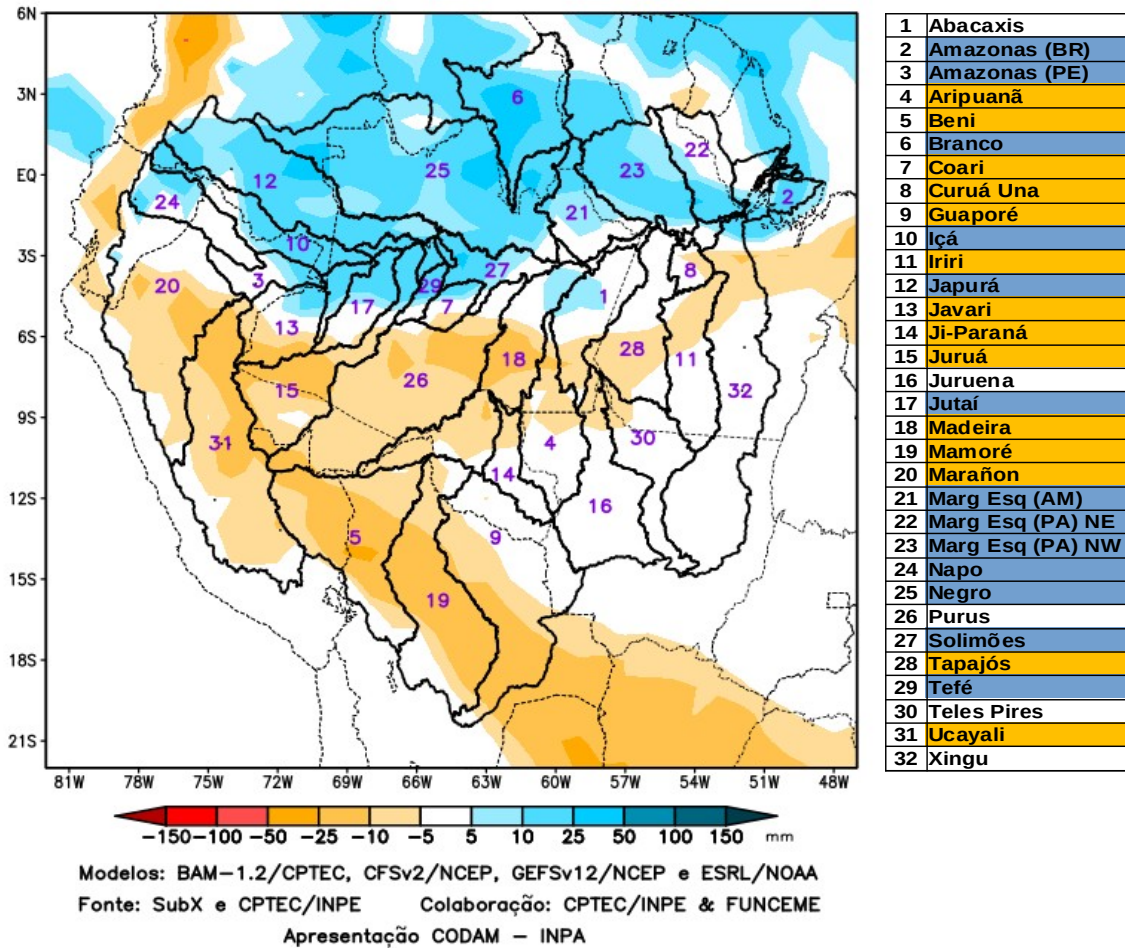 6N
3N
EQ
3S
6S
9S
12S
15S
18S
21S
81W 78W 75W 72W 69W 66W 63W 60W 57W 54W 51W 48W
6
22
25
23
12
2
24
21
10
27
8
3
20
29
1
17
7
13
28
18
11
26
15
32
31
30
4
14
16
5
9
19
−150 −100 −50 −25 −10 −5 5 10 25 50 100 150 mm
Modelos: BAM−1.2/CPTEC, CFSv2/NCEP, GEFSv12/NCEP e ESRL/NOAA
Fonte: SubX e CPTEC/INPE Colaboração: CPTEC/INPE & FUNCEME
Apresentação CODAM − INPA
1 Abacaxis
2 Amazonas (BR)
3 Amazonas (PE)
4 Aripuanã
5 Beni
6 Branco
7 Coari
8 Curuá Una
9 Guaporé
10 Içá
11 Iriri
12 Japurá
13 Javari
14 Ji-Paraná
15 Juruá
16 Juruena
17 Jutaí
18 Madeira
19 Mamoré
20 Marañon
21 Marg Esq (AM)
22 Marg Esq (PA) NE
23 Marg Esq (PA) NW
24 Napo
25 Negro
26 Purus
27 Solimões
28 Tapajós
29 Tefé
30 Teles Pires
31 Ucayali
32 Xingu